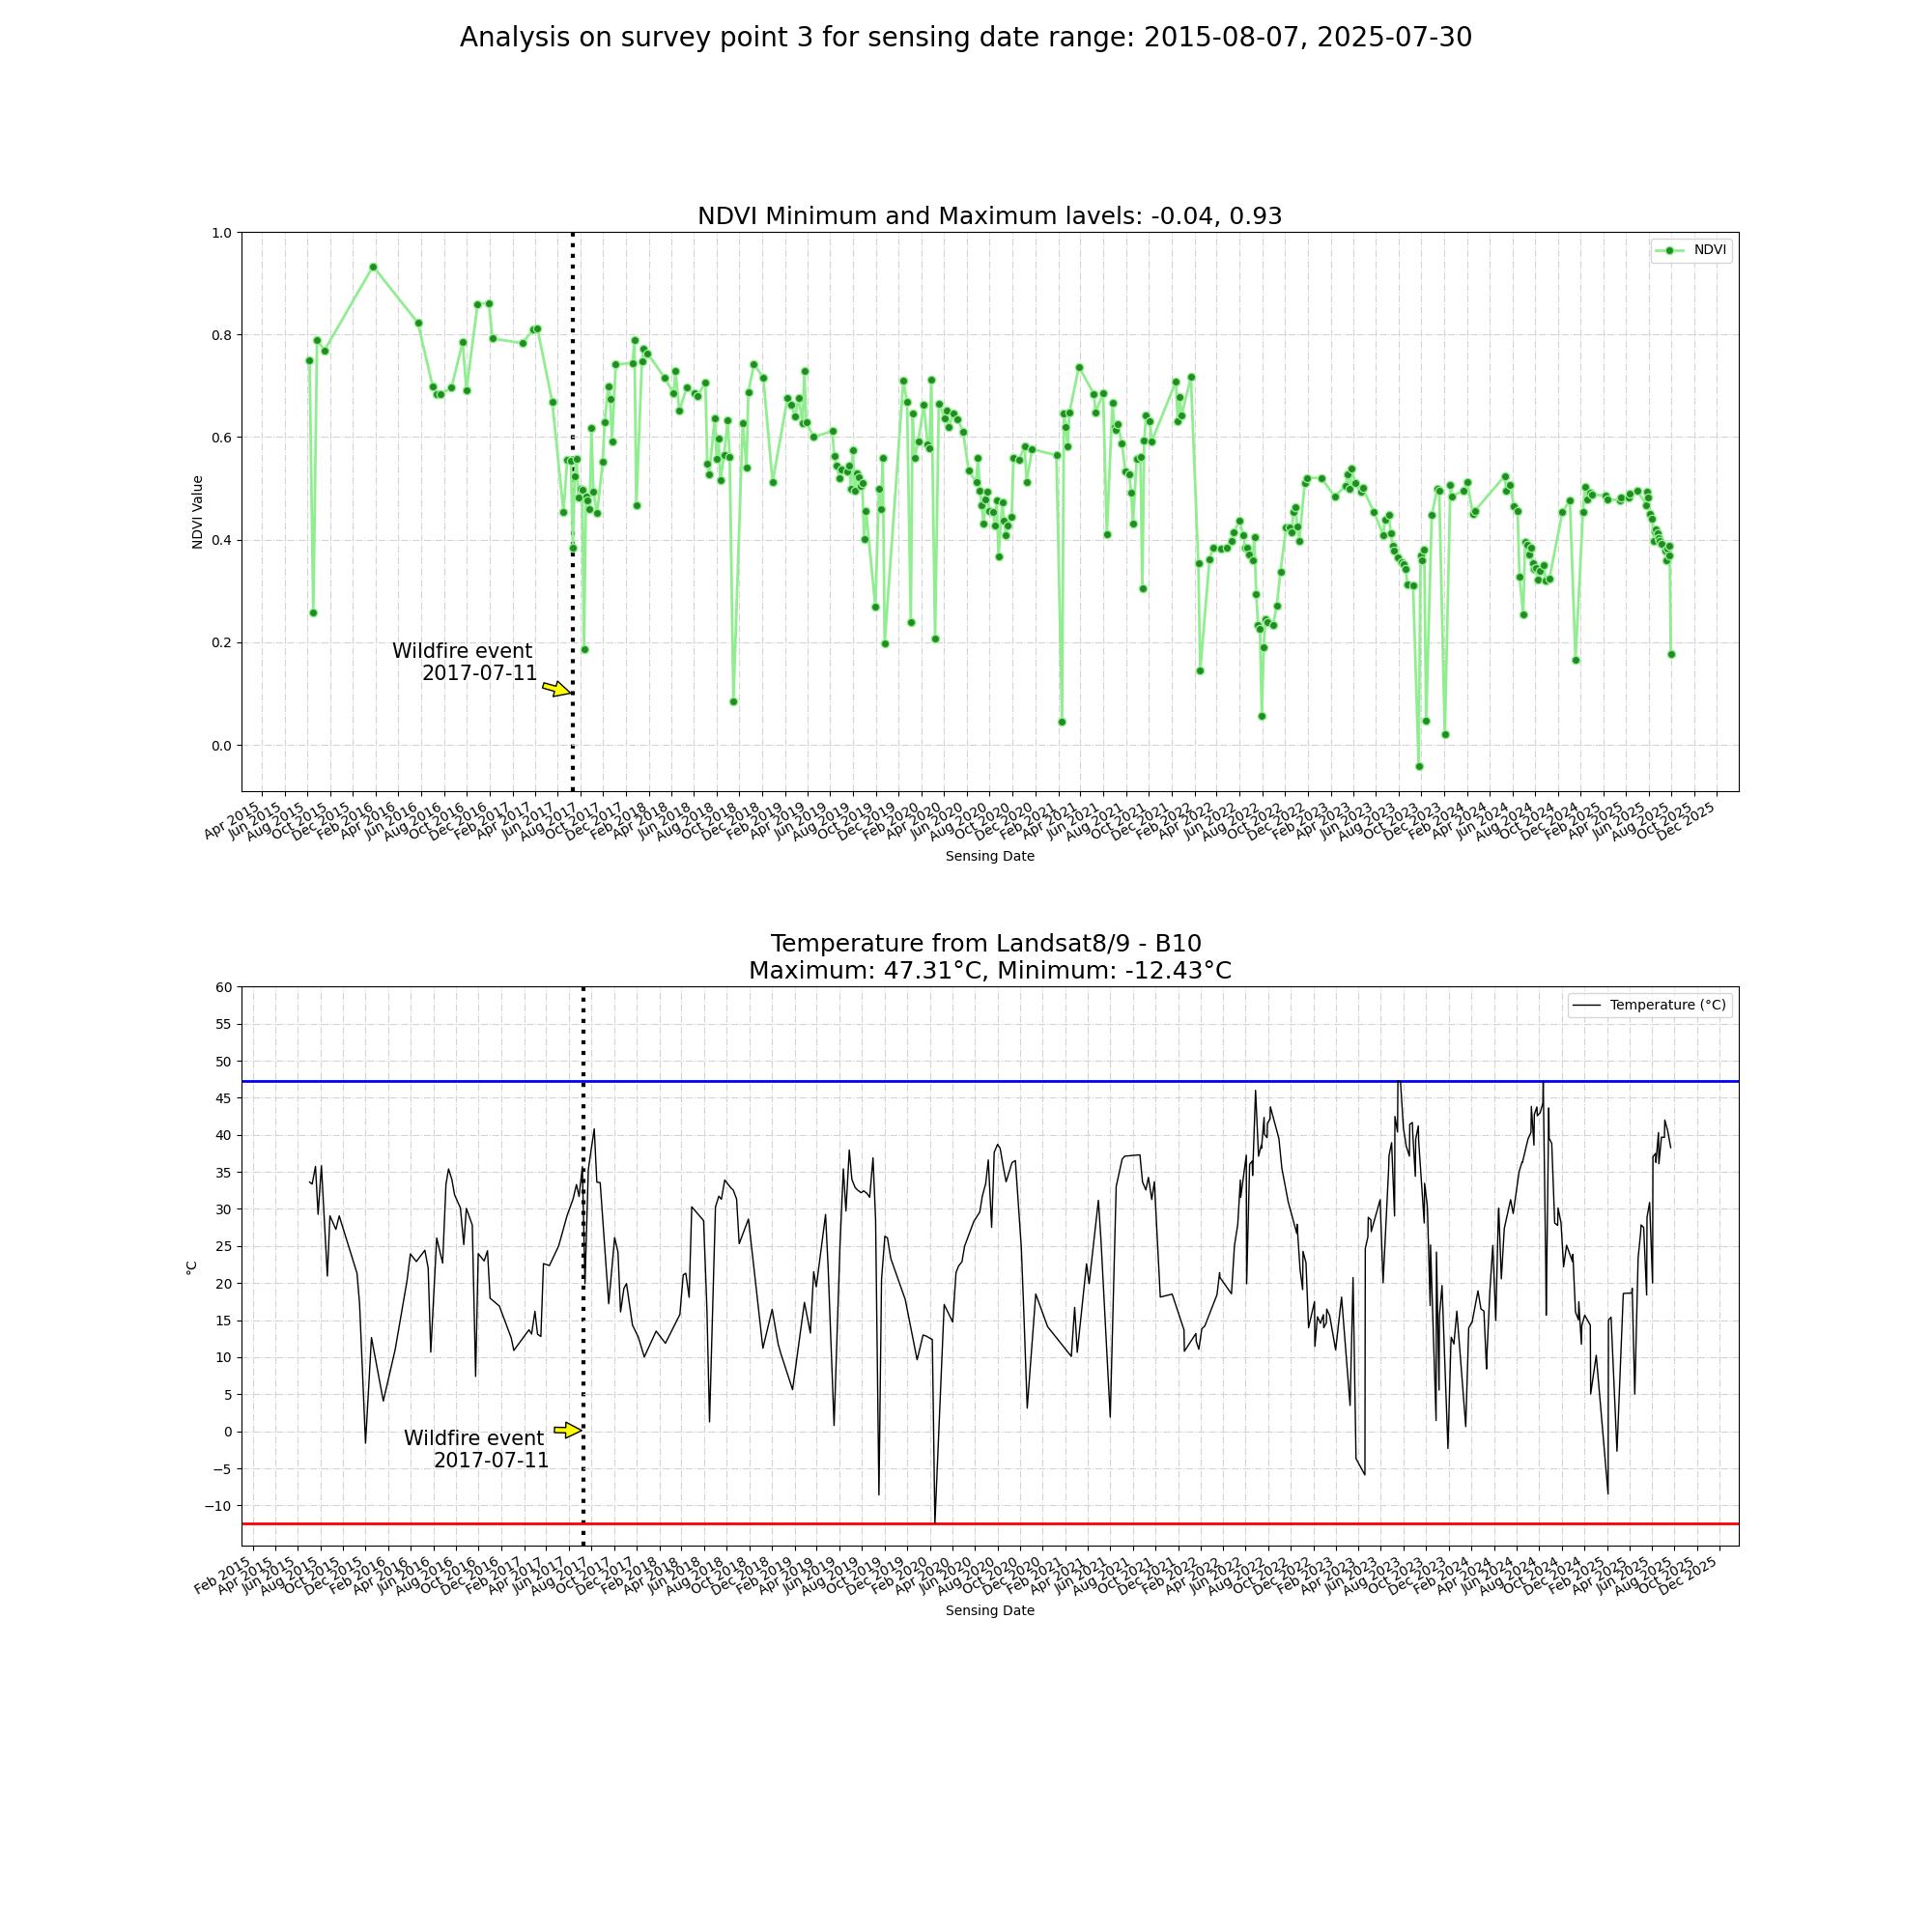 Analysis on survey point 3 for sensing date range: 2015-08-07, 2025-07-30
NDVI Minimum and Maximum lavels: -0.04, 0.93
1.0
0.8
0.6
0.4
0.2
0.0
NDVI Value
NDVI
Wildfire event
2017-07-11
Apr 2015
Jun 2015
Aug 2015
Oct 2015
Dec 2015
Feb 2016
Apr 2016
Jun 2016
Aug 2016
Oct 2016
Dec 2016
Feb 2017
Apr 2017
Jun 2017
Aug 2017
Oct 2017
Dec 2017
Feb 2018
Apr 2018
Jun 2018
Aug 2018
Oct 2018
Dec 2018
Feb 2019
Apr 2019
Jun 2019
Aug 2019
Oct 2019
Dec 2019
Feb 2020
Apr 2020
Jun 2020
Aug 2020
Oct 2020
Dec 2020
Feb 2021
Apr 2021
Jun 2021
Aug 2021
Oct 2021
Dec 2021
Feb 2022
Apr 2022
Jun 2022
Aug 2022
Oct 2022
Dec 2022
Feb 2023
Apr 2023
Jun 2023
Aug 2023
Oct 2023
Dec 2023
Feb 2024
Apr 2024
Jun 2024
Aug 2024
Oct 2024
Dec 2024
Feb 2025
Apr 2025
Jun 2025
Aug 2025
Oct 2025
Dec 2025
Sensing Date
Temperature from Landsat8/9 - B10
Maximum: 47.31°C, Minimum: -12.43°C
60
55
50
45
40
35
30
25
20
15
10
5
0
−5
−10
°C
Temperature (°C)
Wildfire event
2017-07-11
Feb 2015
Apr 2015
Jun 2015
Aug 2015
Oct 2015
Dec 2015
Feb 2016
Apr 2016
Jun 2016
Aug 2016
Oct 2016
Dec 2016
Feb 2017
Apr 2017
Jun 2017
Aug 2017
Oct 2017
Dec 2017
Feb 2018
Apr 2018
Jun 2018
Aug 2018
Oct 2018
Dec 2018
Feb 2019
Apr 2019
Jun 2019
Aug 2019
Oct 2019
Dec 2019
Feb 2020
Apr 2020
Jun 2020
Aug 2020
Oct 2020
Dec 2020
Feb 2021
Apr 2021
Jun 2021
Aug 2021
Oct 2021
Dec 2021
Feb 2022
Apr 2022
Jun 2022
Aug 2022
Oct 2022
Dec 2022
Feb 2023
Apr 2023
Jun 2023
Aug 2023
Oct 2023
Dec 2023
Feb 2024
Apr 2024
Jun 2024
Aug 2024
Oct 2024
Dec 2024
Feb 2025
Apr 2025
Jun 2025
Aug 2025
Oct 2025
Dec 2025
Sensing Date